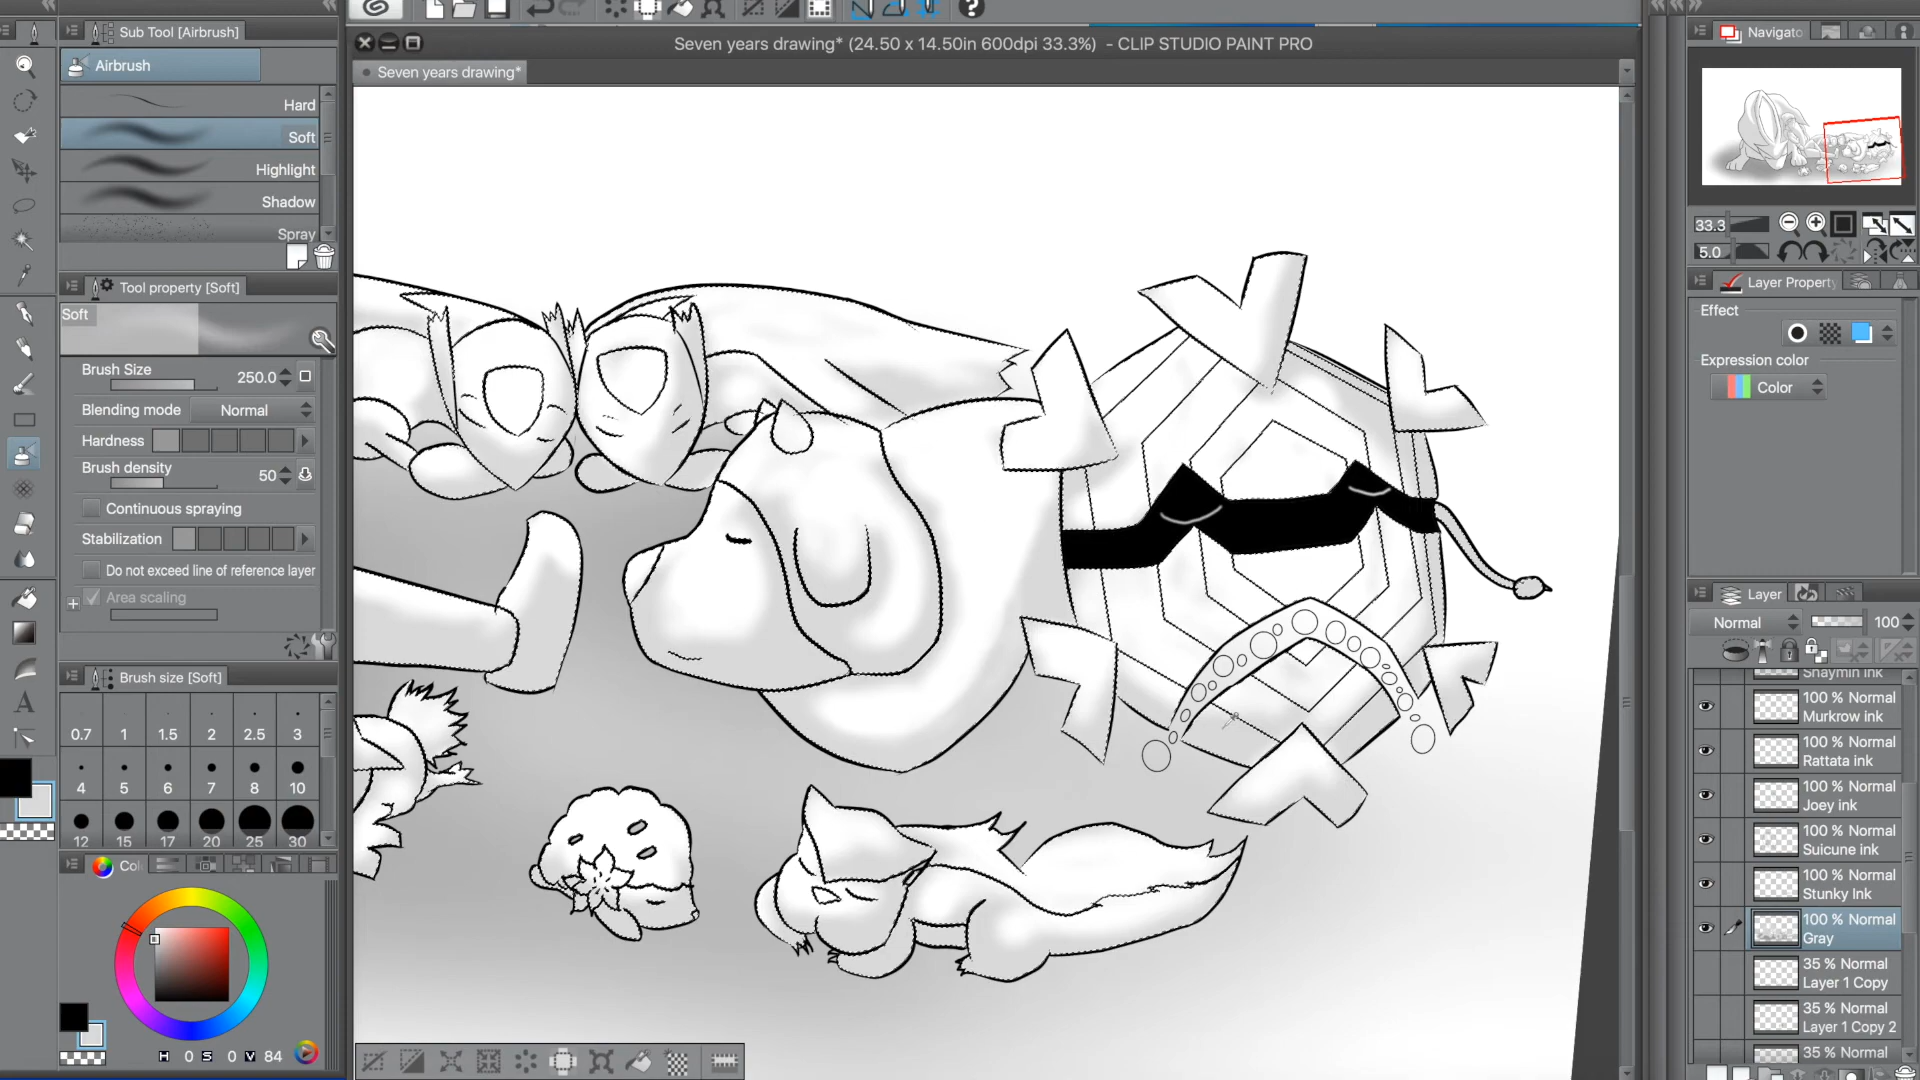 Sub Tool [Airbrush]
Airbrush
Hard
Soft
Highlight
Shadow
Spray
Tool property [Soft]
Soft
Brush Size 250.0
Blending mode Normal
Hardness
Brush density 50
Continuous spraying
Stabilization
Do not exceed line of reference layer
Area scaling
Brush size [Soft]
0.7 1 1.5 2 2.5 3
4 5 6 7 8 10
12 15 17 20 25 30
Col
H 0 S 0 V 84
Seven years drawing* (24.50 x 14.50in 600dpi 33.3%) - CLIP STUDIO PAINT PRO
Seven years drawing*
Navigato
33.3
5.0
Layer Property
Effect
Expression color
Color
Layer
Normal 100
Shaymin Ink
100 % Normal
Murkrow ink
100 % Normal
Rattata ink
100 % Normal
Joey ink
100 % Normal
Suicune ink
100 % Normal
Stunky Ink
100 % Normal
Gray
35 % Normal
Layer 1 Copy
35 % Normal
Layer 1 Copy 2
35 % Normal